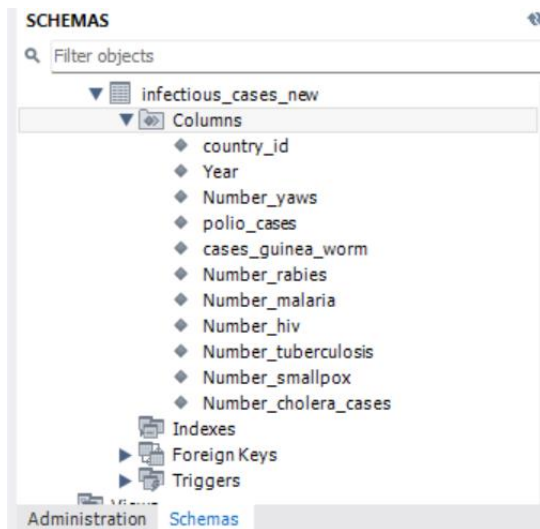 SCHEMAS
Filter objects
infectious_cases_new
Columns
country_id
Year
Number_yaws
polio_cases
cases_guinea_worm
Number_rabies
Number_malaria
Number_hiv
Number_tuberculosis
Number_smallpox
Number_cholera_cases
Indexes
Foreign Keys
Triggers
Views
Administration Schemas